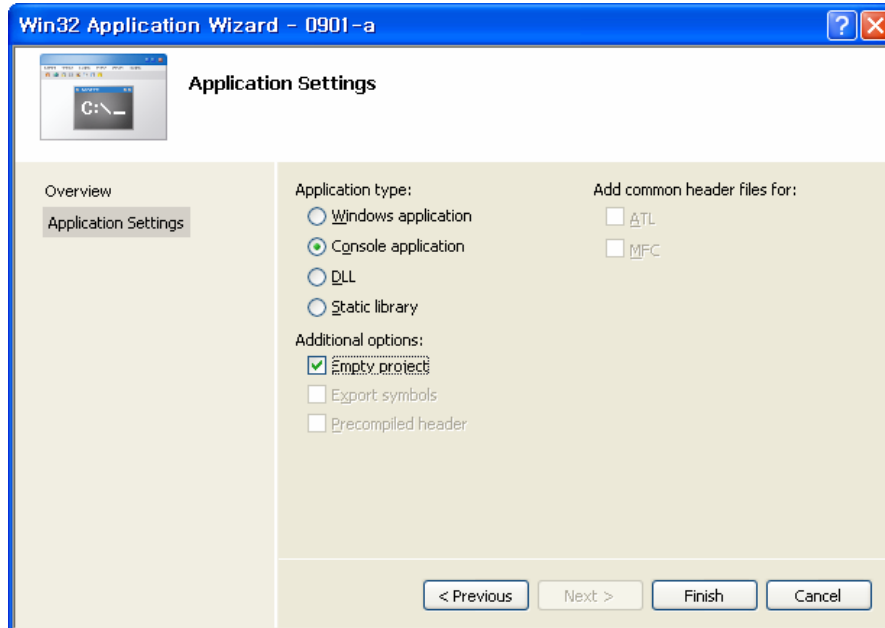 Win32 Application Wizard - 0901-a
C:\_
Application Settings
Overview
Application Settings
Application type:
Windows application
Console application
DLL
Static library
Additional options:
Empty project
Export symbols
Precompiled header
Add common header files for:
ATL
MFC
< Previous
Next >
Finish
Cancel